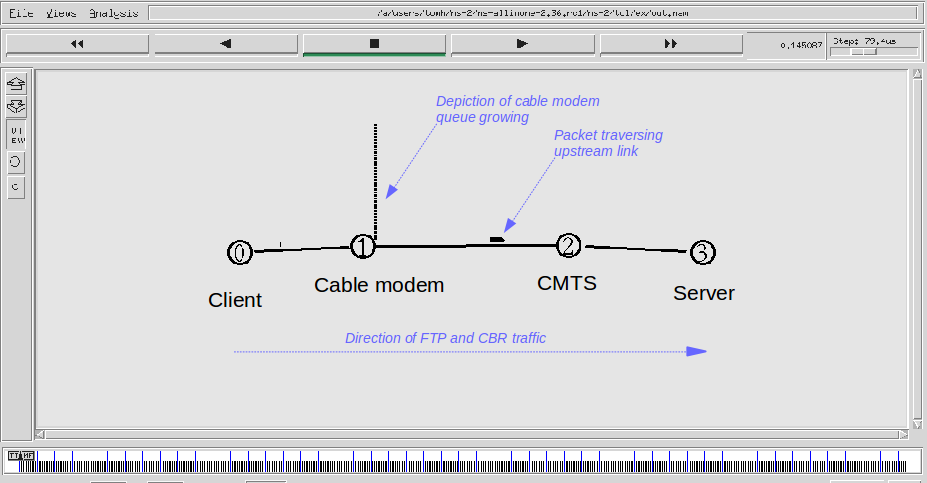 File Views Analysis
/a/users/tomh/ns-2/ns-allinone-2.36.rc1/ns-2/tcl/ex/out.nam
0.145087
Step: 79.4us
VI
EW
Depiction of cable modem
queue growing
Packet traversing
upstream link
0
1
2
3
Client
Cable modem
CMTS
Server
Direction of FTP and CBR traffic